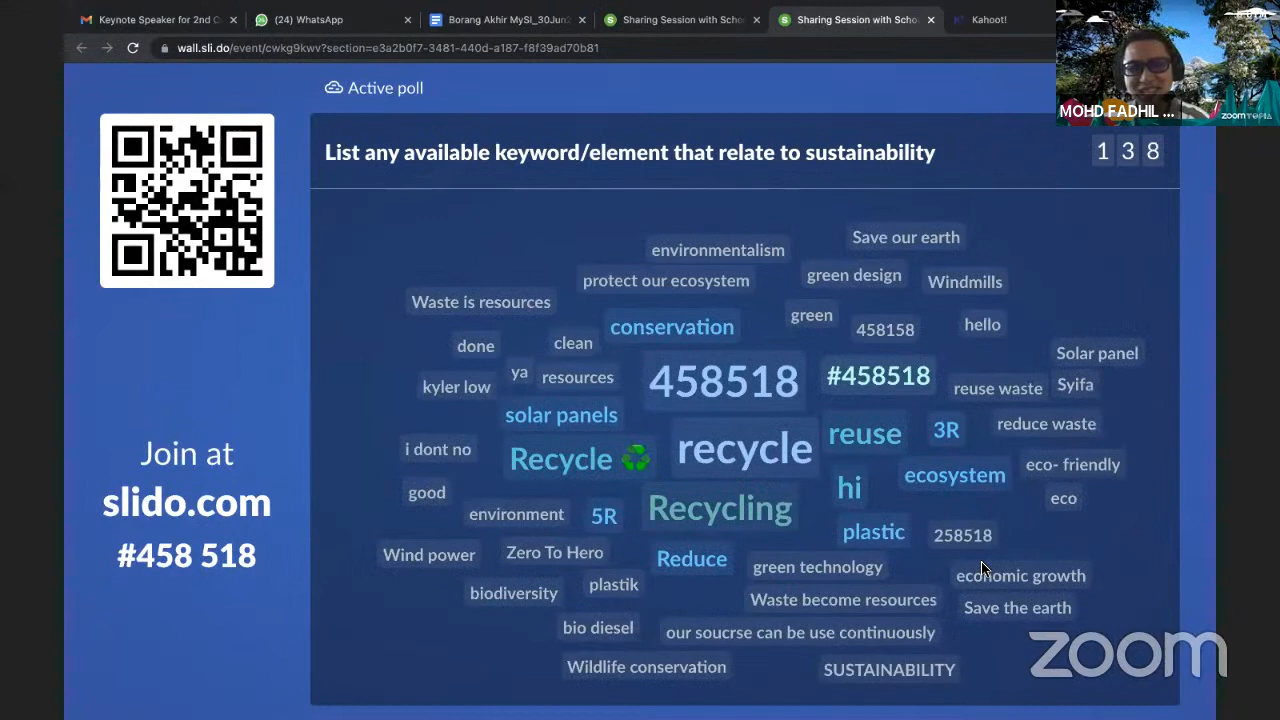 Keynote Speaker for 2nd C
(24) WhatsApp
Borang Akhir MySI_30Jun2
Sharing Session with Scho
Sharing Session with Scho
Kahoot!
wall.sli.do/event/cwkg9kwv?section=e3a2b0f7-3481-440d-a187-f8f39ad70b81
MOHD FADHIL ...
zoomtopia
Active poll
List any available keyword/element that relate to sustainability
1 3 8
Join at
slido.com
#458 518
Save our earth
environmentalism
protect our ecosystem
green design
Windmills
Waste is resources
conservation
green
458158
hello
done
clean
Solar panel
kyler low
ya
resources
458518
#458518
reuse waste
Syifa
solar panels
i dont no
Recycle ♻
recycle
reuse
3R
reduce waste
good
hi
ecosystem
eco- friendly
eco
environment
5R
Recycling
plastic
258518
Wind power
Zero To Hero
Reduce
green technology
economic growth
biodiversity
plastik
Waste become resources
Save the earth
bio diesel
our soucrse can be use continuously
Wildlife conservation
SUSTAINABILITY
zoom